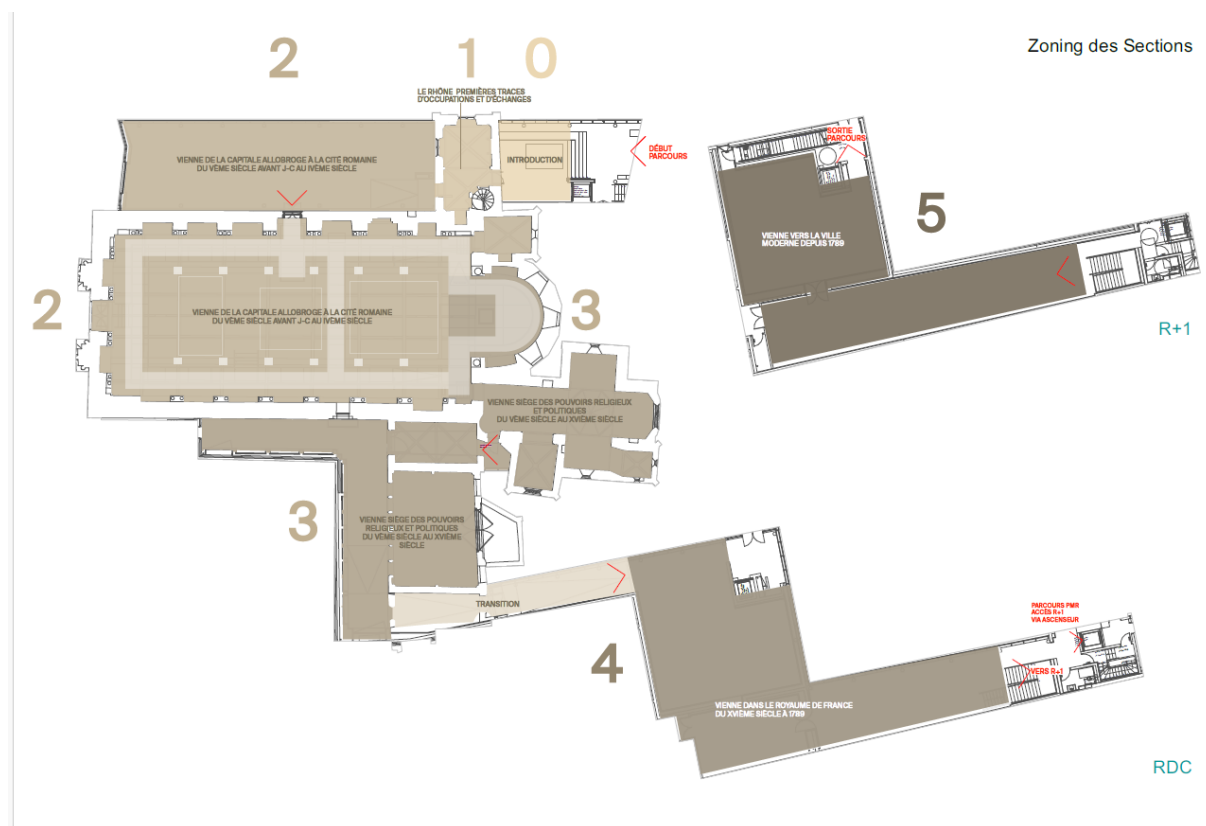 Zoning des Sections
2
1
0
LE RHÔNE PREMIÈRES TRACES
D'OCCUPATIONS ET D'ÉCHANGES
VIENNE DE LA CAPITALE ALLOBROGE À LA CITÉ ROMAINE
DU VÈME SIÈCLE AVANT J-C AU IVÈME SIÈCLE
INTRODUCTION
DÉBUT
PARCOURS
SORTIE
PARCOURS
5
VIENNE VERS LA VILLE
MODERNE DEPUIS 1789
R+1
2
VIENNE DE LA CAPITALE ALLOBROGE À LA CITÉ ROMAINE
DU VÈME SIÈCLE AVANT J-C AU IVÈME SIÈCLE
3
VIENNE SIÈGE DES POUVOIRS RELIGIEUX
ET POLITIQUES
DU VÈME SIÈCLE AU XVIÈME SIÈCLE
3
VIENNE SIÈGE DES POUVOIRS
RELIGIEUX ET POLITIQUES
DU VÈME SIÈCLE AU XVIÈME
SIÈCLE
TRANSITION
4
VIENNE DANS LE ROYAUME DE FRANCE
DU XVIÈME SIÈCLE À 1789
PARCOURS PMR
ACCÈS R+1
VIA ASCENSEUR
VERS R+1
RDC